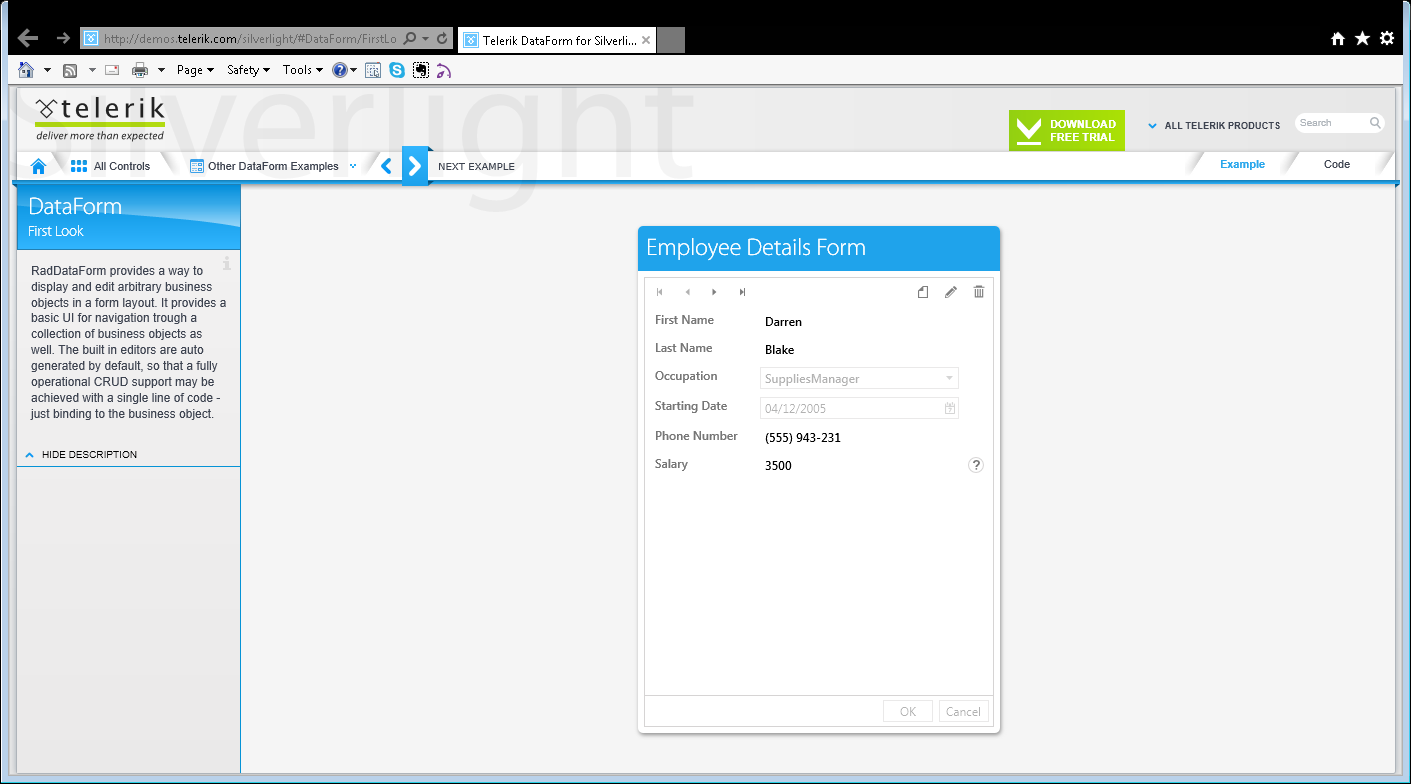 http://demos.telerik.com/silverlight/#DataForm/FirstLo
Telerik DataForm for Silverli...
Page
Safety
Tools
Silverlight
telerik
deliver more than expected
DOWNLOAD
FREE TRIAL
ALL TELERIK PRODUCTS
Search
All Controls
Other DataForm Examples
NEXT EXAMPLE
Example
Code
DataForm
First Look
RadDataForm provides a way to
display and edit arbitrary business
objects in a form layout. It provides a
basic UI for navigation trough a
collection of business objects as
well. The built in editors are auto
generated by default, so that a fully
operational CRUD support may be
achieved with a single line of code -
just binding to the business object.
HIDE DESCRIPTION
Employee Details Form
First Name Darren
Last Name Blake
Occupation SuppliesManager
Starting Date 04/12/2005
Phone Number (555) 943-231
Salary 3500 ?
OK Cancel